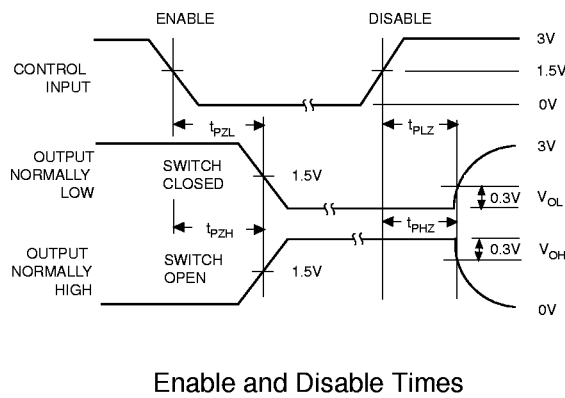 ENABLE DISABLE
CONTROL
INPUT
3V
1.5V
0V
tPZL tPLZ
OUTPUT
NORMALLY
LOW
SWITCH
CLOSED
1.5V
3V
0.3V VOL
tPZH tPHZ
OUTPUT
NORMALLY
HIGH
SWITCH
OPEN
1.5V
0.3V VOH
0V
Enable and Disable Times